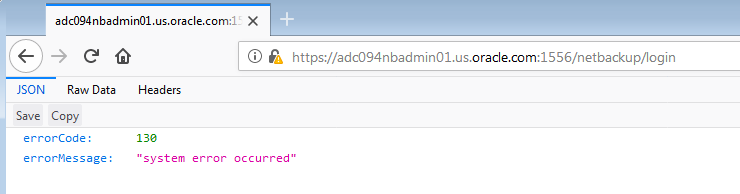 adc094nbadmin01.us.oracle.com:15
https://adc094nbadmin01.us.oracle.com:1556/netbackup/login
JSON Raw Data Headers
Save Copy
errorCode: 130
errorMessage: "system error occurred"